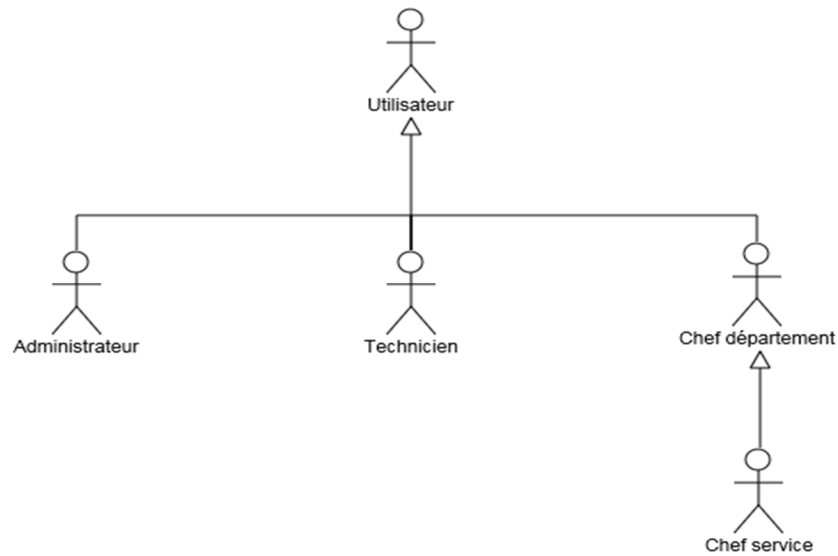 Utilisateur
Administrateur
Technicien
Chef département
Chef service